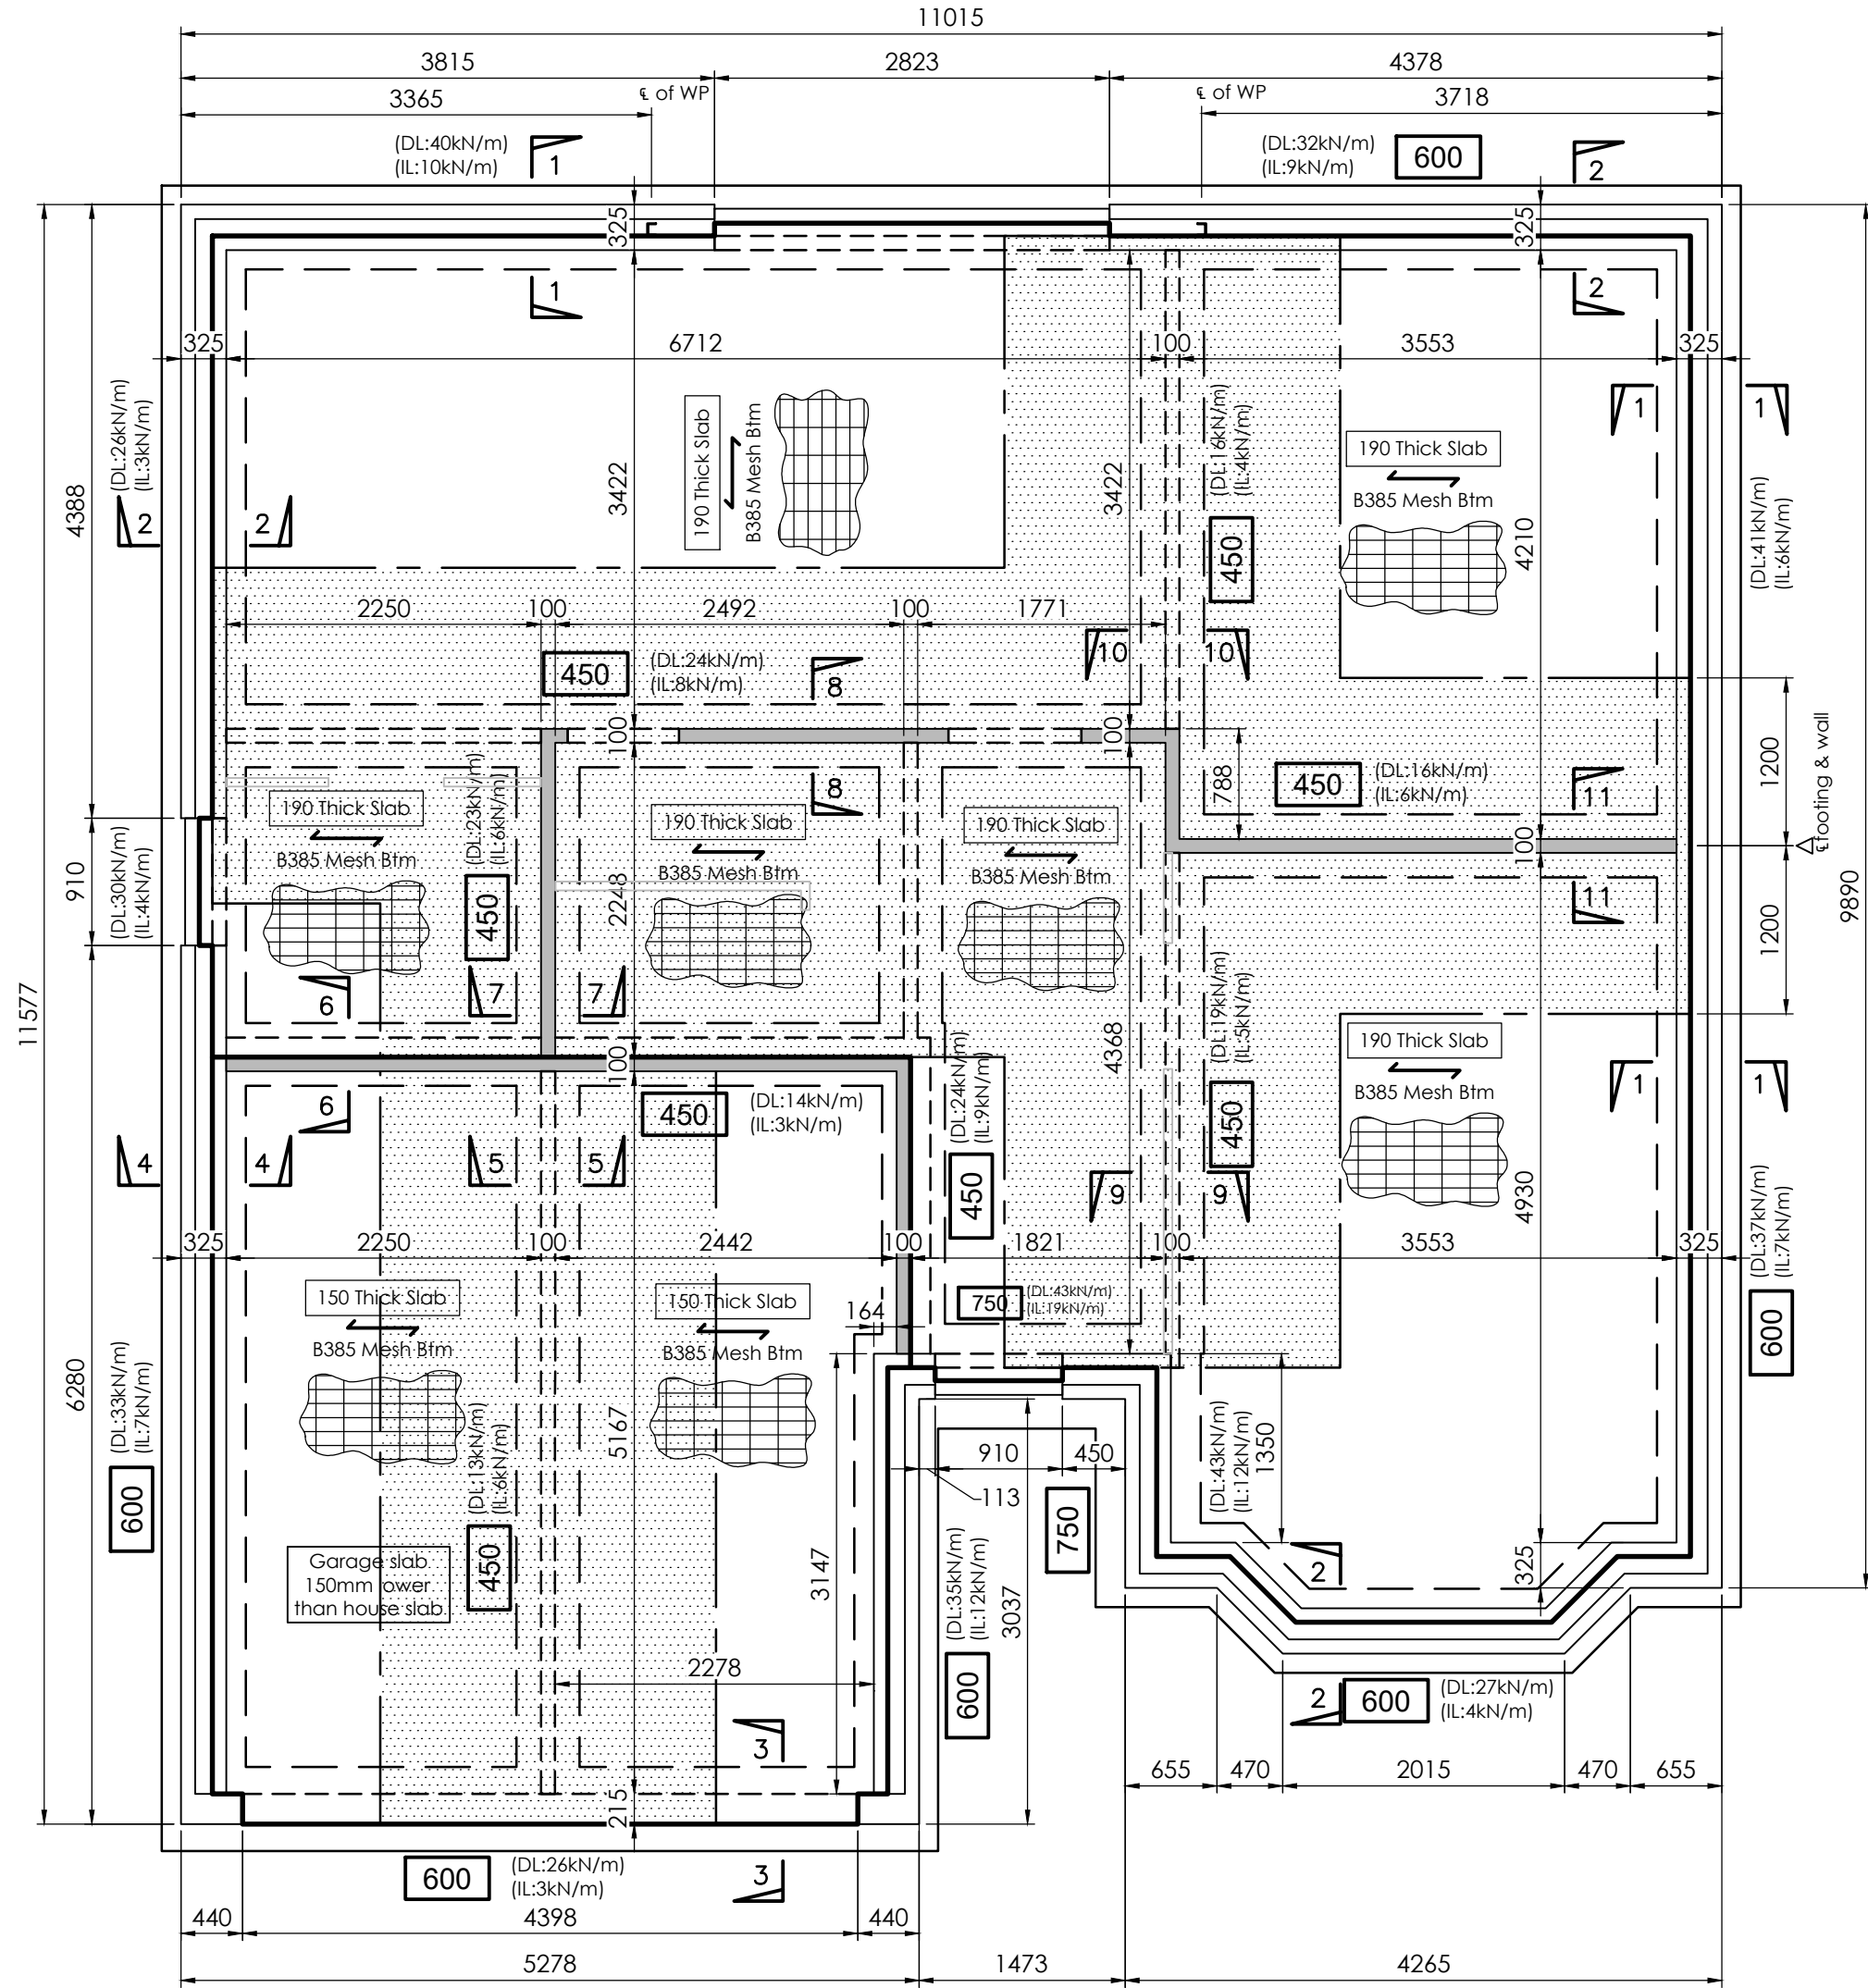 11015
3815
2823
4378
3365
℄ of WP
℄ of WP
3718
(DL:40kN/m)
(IL:10kN/m)
1
(DL:32kN/m)
(IL:9kN/m)
600
2
325
325
1
2
325
6712
100
3553
325
(DL:26kN/m)
(IL:3kN/m)
4388
2
2
190 Thick Slab
B385 Mesh Btm
3422
3422
(DL:16kN/m)
(IL:4kN/m)
450
190 Thick Slab
B385 Mesh Btm
4210
1
1
(DL:41kN/m)
(IL:6kN/m)
2250
100
2492
100
1771
450
(DL:24kN/m)
(IL:8kN/m)
8
10
10
100
100
788
450
(DL:16kN/m)
(IL:6kN/m)
11
1200
℄footing & wall
190 Thick Slab
B385 Mesh Btm
(DL:23kN/m)
(IL:6kN/m)
450
8
190 Thick Slab
B385 Mesh Btm
2248
190 Thick Slab
B385 Mesh Btm
100
11
1200
9890
910
(DL:30kN/m)
(IL:4kN/m)
11577
6
7
7
4368
(DL:19kN/m)
(IL:5kN/m)
450
190 Thick Slab
B385 Mesh Btm
1
1
100
6
450
(DL:14kN/m)
(IL:3kN/m)
(DL:24kN/m)
(IL:9kN/m)
450
4
4
5
5
9
9
4930
325
2250
100
2442
100
1821
100
3553
325
(DL:37kN/m)
(IL:7kN/m)
600
150 Thick Slab
B385 Mesh Btm
150 Thick Slab
B385 Mesh Btm
164
750
(DL:43kN/m)
(IL:19kN/m)
6280
(DL:33kN/m)
(IL:7kN/m)
600
(DL:13kN/m)
(IL:6kN/m)
450
5167
910
450
113
750
(DL:43kN/m)
(IL:12kN/m)
1350
Garage slab
150mm lower
than house slab
3147
(DL:35kN/m)
(IL:12kN/m)
600
3037
2
325
2278
3
2
600
(DL:27kN/m)
(IL:4kN/m)
215
655
470
2015
470
655
600
(DL:26kN/m)
(IL:3kN/m)
3
440
4398
440
5278
1473
4265